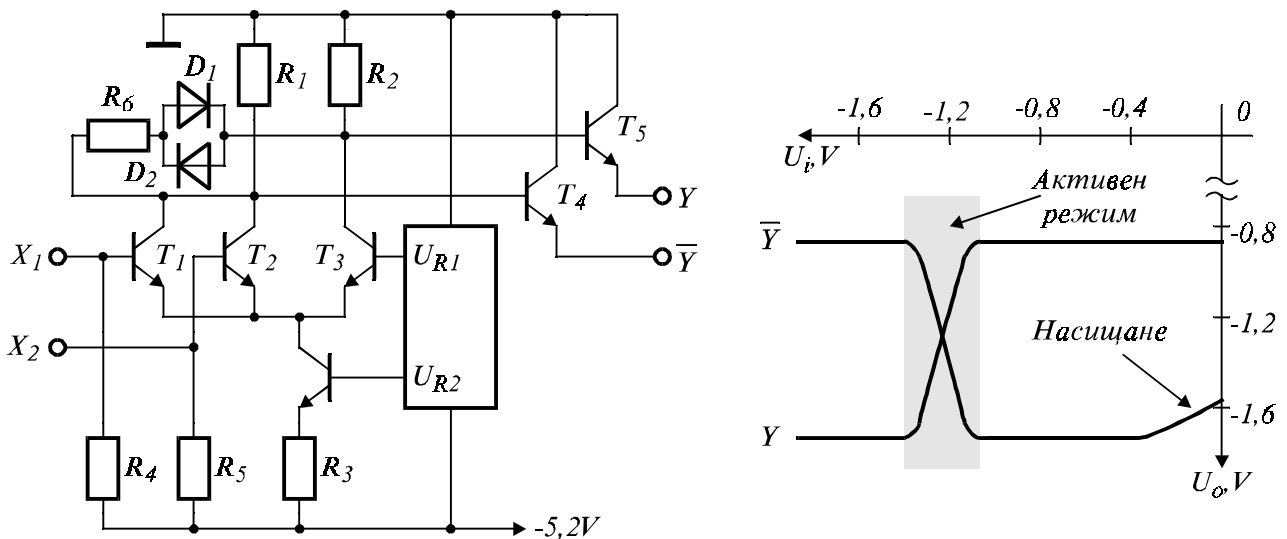 D1
R6
R1
R2
D2
T5
T4
Y
Y̅
X1
T1
T2
T3
UR1
X2
UR2
R4
R5
R3
-5,2V
-1,6
-1,2
-0,8
-0,4
0
Ui,V
Активен
режим
Y̅
-0,8
-1,2
Насищане
-1,6
Y
Uo,V